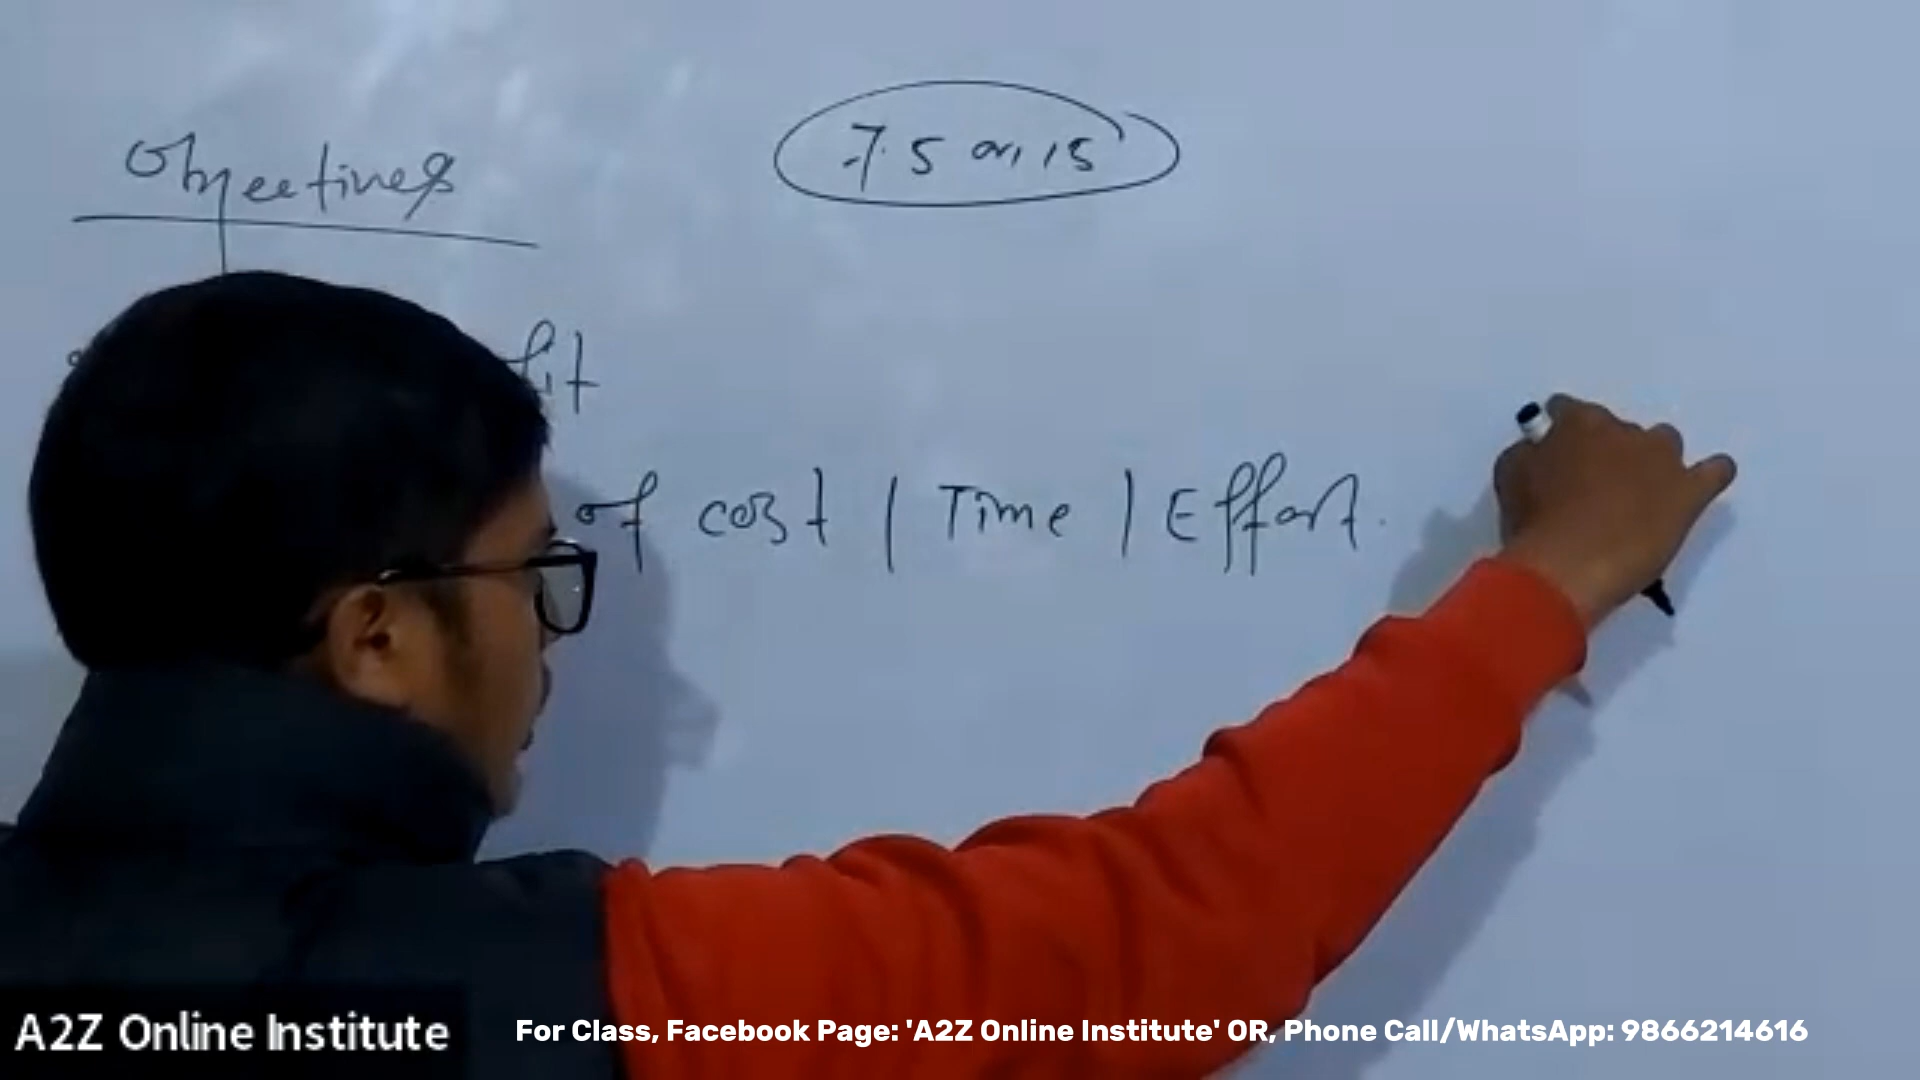 Objectives
7.5 or, 15
fit
of cost | Time | Effort.
A2Z Online Institute
For Class, Facebook Page: 'A2Z Online Institute' OR, Phone Call/WhatsApp: 9866214616